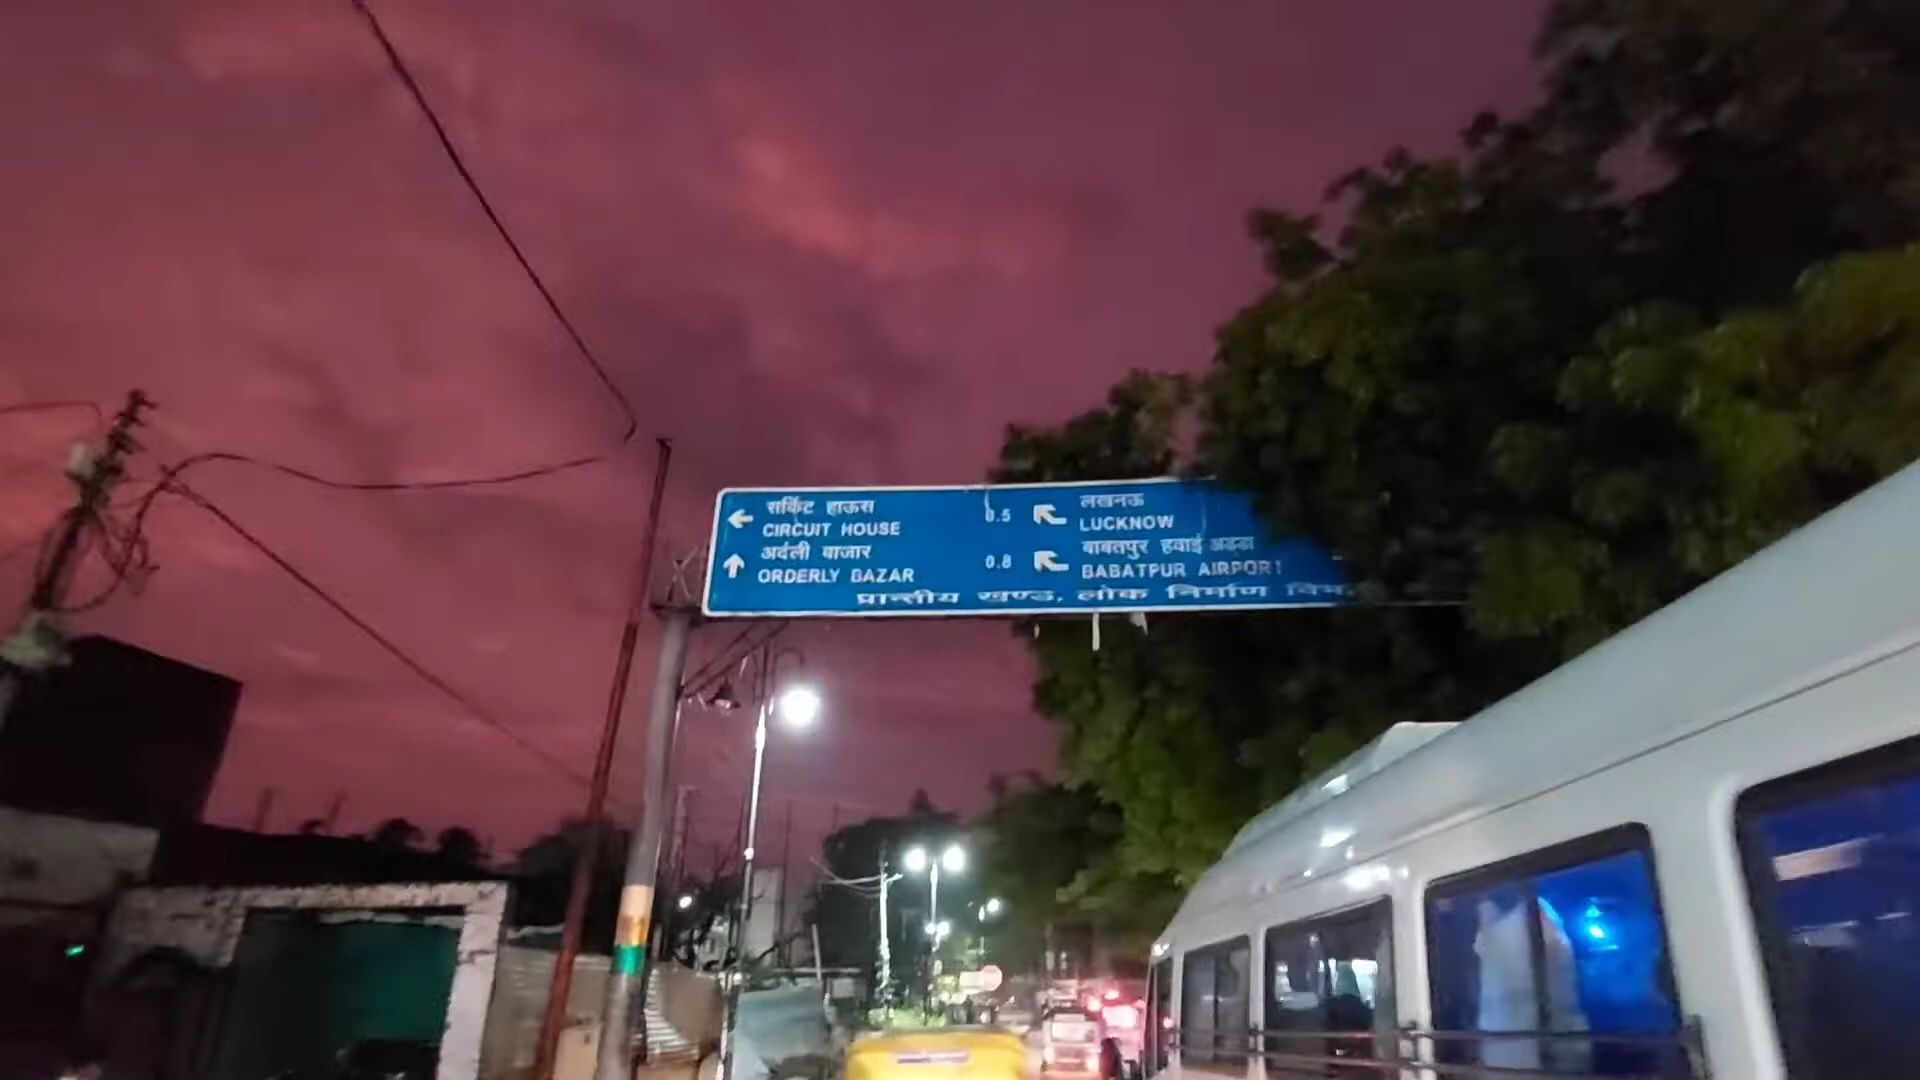 सर्किट हाऊस
CIRCUIT HOUSE 0.5
अर्दली बाजार
ORDERLY BAZAR 0.8
लखनऊ
LUCKNOW
बाबतपुर हवाई अड्डा
BABATPUR AIRPORT
प्रान्तीय खण्ड, लोक निर्माण